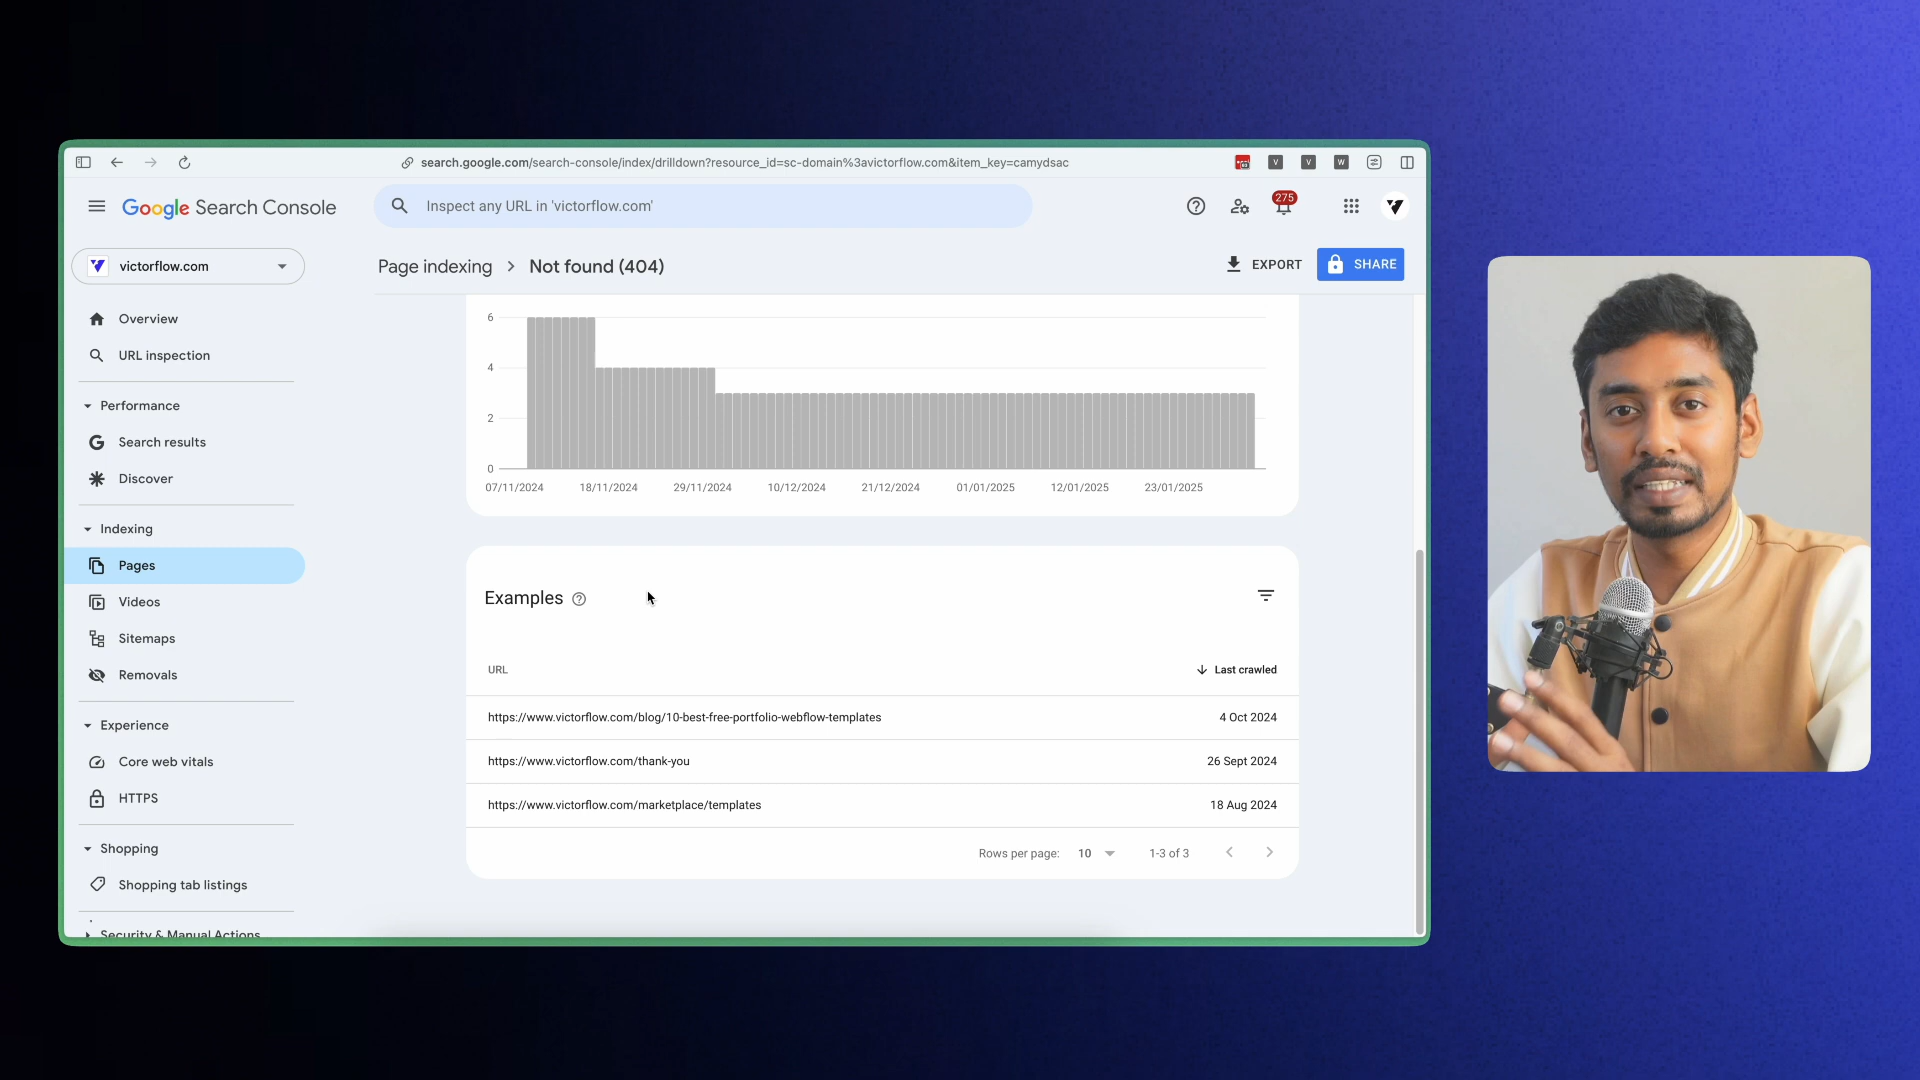 search.google.com/search-console/index/drilldown?resource_id=sc-domain%3avictorflow.com&item_key=camydsac
V
V
W
Google Search Console
Inspect any URL in 'victorflow.com'
275
victorflow.com
Page indexing
Not found (404)
EXPORT
SHARE
Overview
URL inspection
Performance
Search results
Discover
Indexing
Pages
Videos
Sitemaps
Removals
Experience
Core web vitals
HTTPS
Shopping
Shopping tab listings
Security & Manual Actions
6
4
2
0
07/11/2024 18/11/2024 29/11/2024 10/12/2024 21/12/2024 01/01/2025 12/01/2025 23/01/2025
Examples
URL Last crawled
https://www.victorflow.com/blog/10-best-free-portfolio-webflow-templates 4 Oct 2024
https://www.victorflow.com/thank-you 26 Sept 2024
https://www.victorflow.com/marketplace/templates 18 Aug 2024
Rows per page: 10 1-3 of 3